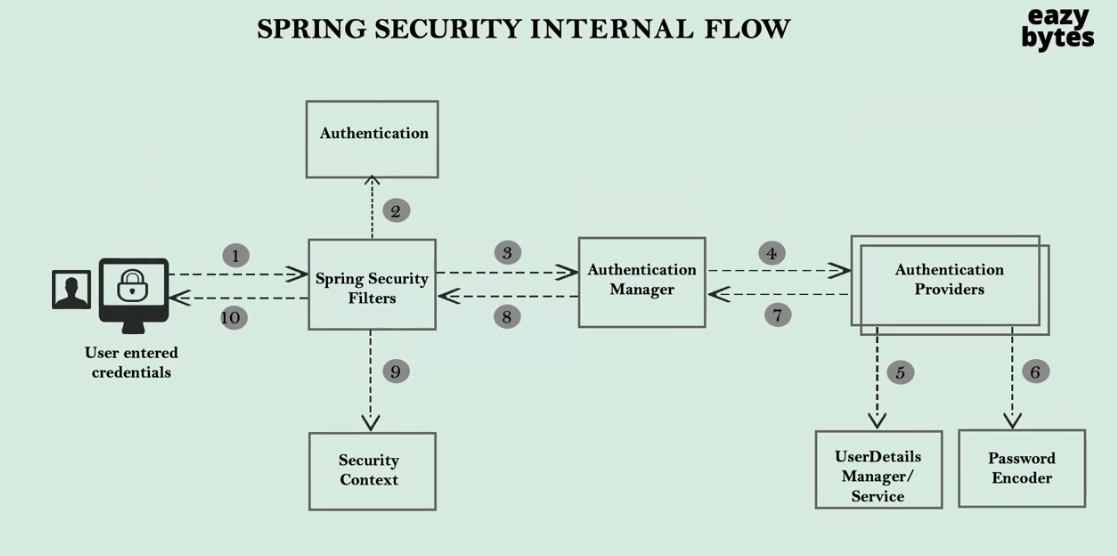 SPRING SECURITY INTERNAL FLOW
eazy
bytes
Authentication
2
1
3
4
Spring Security
Filters
Authentication
Manager
Authentication
Providers
10
8
7
User entered
credentials
9
5
6
Security
Context
UserDetails
Manager/
Service
Password
Encoder